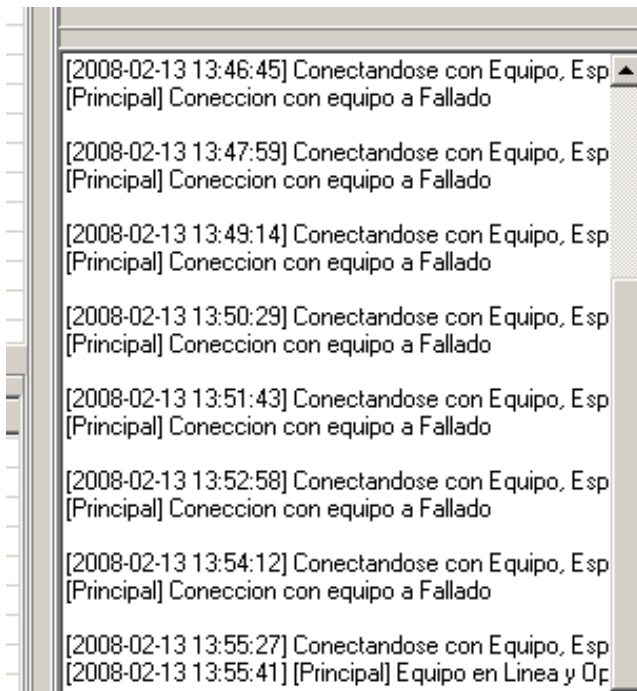 [2008-02-13 13:46:45] Conectandose con Equipo, Esp
[Principal] Coneccion con equipo a Fallado
[2008-02-13 13:47:59] Conectandose con Equipo, Esp
[Principal] Coneccion con equipo a Fallado
[2008-02-13 13:49:14] Conectandose con Equipo, Esp
[Principal] Coneccion con equipo a Fallado
[2008-02-13 13:50:29] Conectandose con Equipo, Esp
[Principal] Coneccion con equipo a Fallado
[2008-02-13 13:51:43] Conectandose con Equipo, Esp
[Principal] Coneccion con equipo a Fallado
[2008-02-13 13:52:58] Conectandose con Equipo, Esp
[Principal] Coneccion con equipo a Fallado
[2008-02-13 13:54:12] Conectandose con Equipo, Esp
[Principal] Coneccion con equipo a Fallado
[2008-02-13 13:55:27] Conectandose con Equipo, Esp
[2008-02-13 13:55:41] [Principal] Equipo en Linea y Op